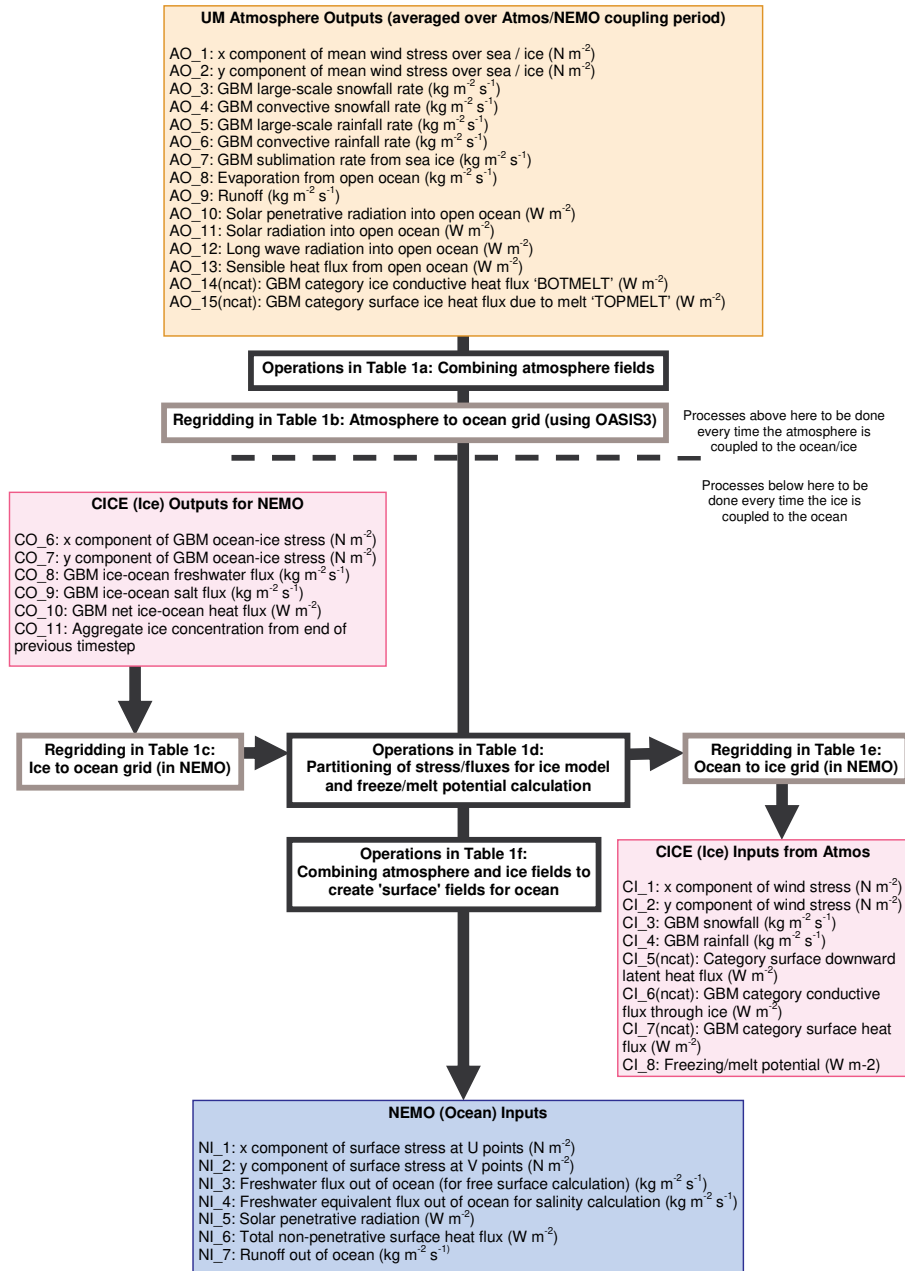 UM Atmosphere Outputs (averaged over Atmos/NEMO coupling period)
AO_1: x component of mean wind stress over sea / ice (N m-2)
AO_2: y component of mean wind stress over sea / ice (N m-2)
AO_3: GBM large-scale snowfall rate (kg m-2 s-1)
AO_4: GBM convective snowfall rate (kg m-2 s-1)
AO_5: GBM large-scale rainfall rate (kg m-2 s-1)
AO_6: GBM convective rainfall rate (kg m-2 s-1)
AO_7: GBM sublimation rate from sea ice (kg m-2 s-1)
AO_8: Evaporation from open ocean (kg m-2 s-1)
AO_9: Runoff (kg m-2 s-1)
AO_10: Solar penetrative radiation into open ocean (W m-2)
AO_11: Solar radiation into open ocean (W m-2)
AO_12: Long wave radiation into open ocean (W m-2)
AO_13: Sensible heat flux from open ocean (W m-2)
AO_14(ncat): GBM category ice conductive heat flux ‘BOTMELT’ (W m-2)
AO_15(ncat): GBM category surface ice heat flux due to melt ‘TOPMELT’ (W m-2)
Operations in Table 1a: Combining atmosphere fields
Regridding in Table 1b: Atmosphere to ocean grid (using OASIS3)
Processes above here to be done
every time the atmosphere is
coupled to the ocean/ice
Processes below here to be
done every time the ice is
coupled to the ocean
CICE (Ice) Outputs for NEMO
CO_6: x component of GBM ocean-ice stress (N m-2)
CO_7: y component of GBM ocean-ice stress (N m-2)
CO_8: GBM ice-ocean freshwater flux (kg m-2 s-1)
CO_9: GBM ice-ocean salt flux (kg m-2 s-1)
CO_10: GBM net ice-ocean heat flux (W m-2)
CO_11: Aggregate ice concentration from end of
previous timestep
Regridding in Table 1c:
Ice to ocean grid (in NEMO)
Operations in Table 1d:
Partitioning of stress/fluxes for ice model
and freeze/melt potential calculation
Regridding in Table 1e:
Ocean to ice grid (in NEMO)
Operations in Table 1f:
Combining atmosphere and ice fields to
create 'surface' fields for ocean
CICE (Ice) Inputs from Atmos
CI_1: x component of wind stress (N m-2)
CI_2: y component of wind stress (N m-2)
CI_3: GBM snowfall (kg m-2 s-1)
CI_4: GBM rainfall (kg m-2 s-1)
CI_5(ncat): Category surface downward
latent heat flux (W m-2)
CI_6(ncat): GBM category conductive
flux through ice (W m-2)
CI_7(ncat): GBM category surface heat
flux (W m-2)
CI_8: Freezing/melt potential (W m-2)
NEMO (Ocean) Inputs
NI_1: x component of surface stress at U points (N m-2)
NI_2: y component of surface stress at V points (N m-2)
NI_3: Freshwater flux out of ocean (for free surface calculation) (kg m-2 s-1)
NI_4: Freshwater equivalent flux out of ocean for salinity calculation (kg m-2 s-1)
NI_5: Solar penetrative radiation (W m-2)
NI_6: Total non-penetrative surface heat flux (W m-2)
NI_7: Runoff out of ocean (kg m-2 s-1)